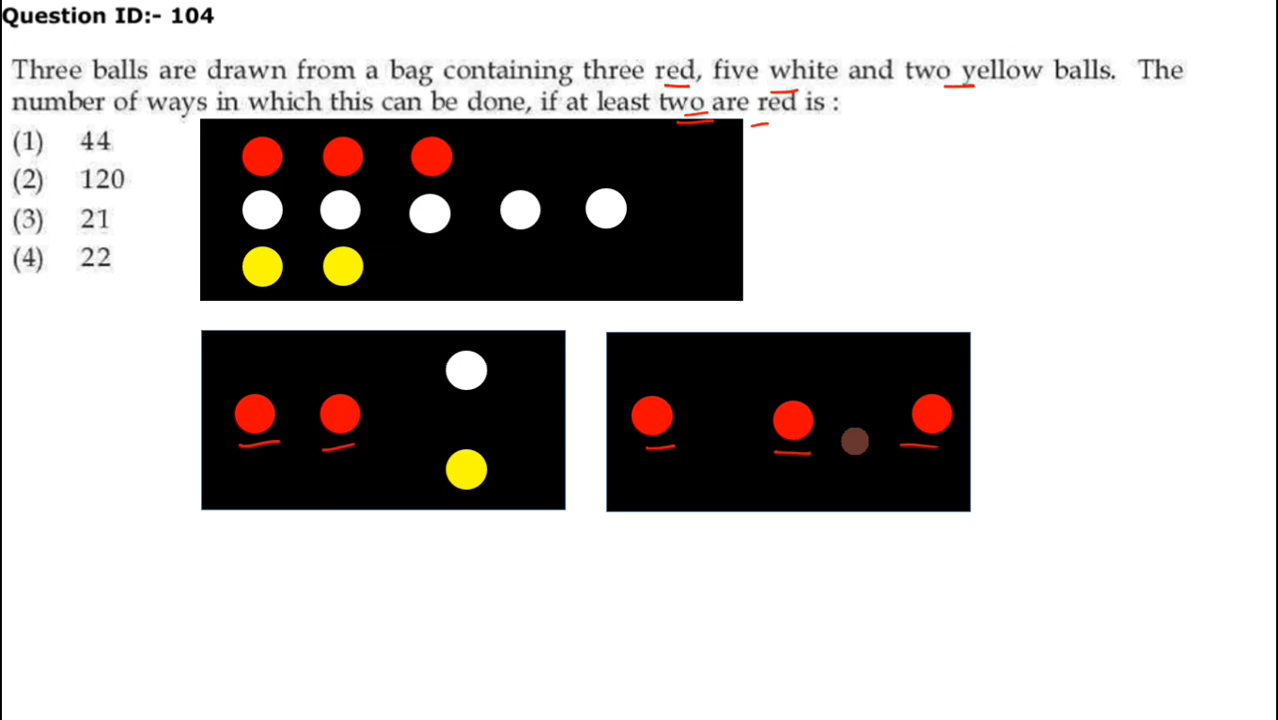 Question ID:- 104
Three balls are drawn from a bag containing three red, five white and two yellow balls. The
number of ways in which this can be done, if at least two are red is :
(1) 44
(2) 120
(3) 21
(4) 22